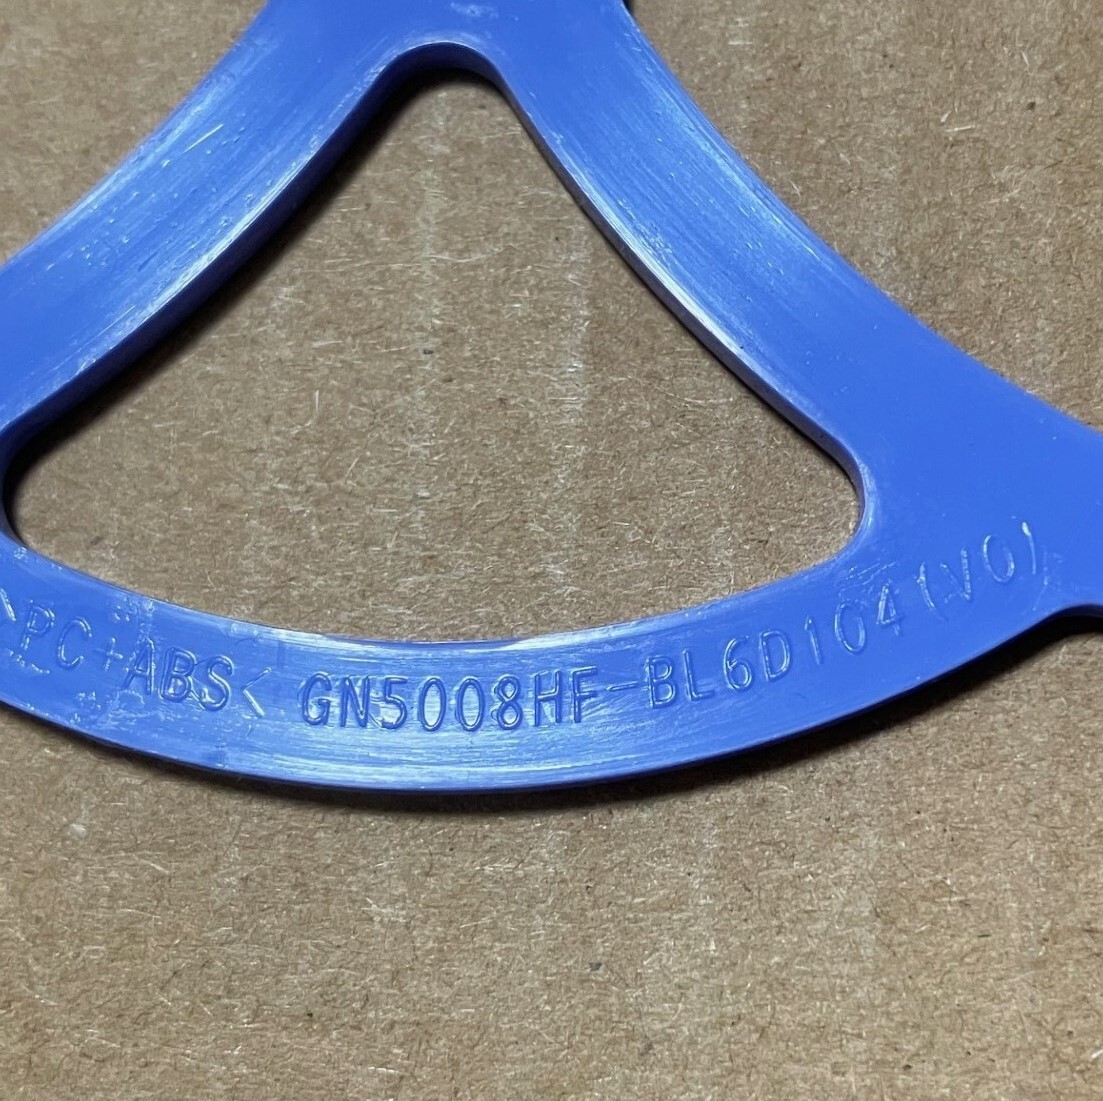 >PC+ABS< GN5008HF-BL6D104(V0)